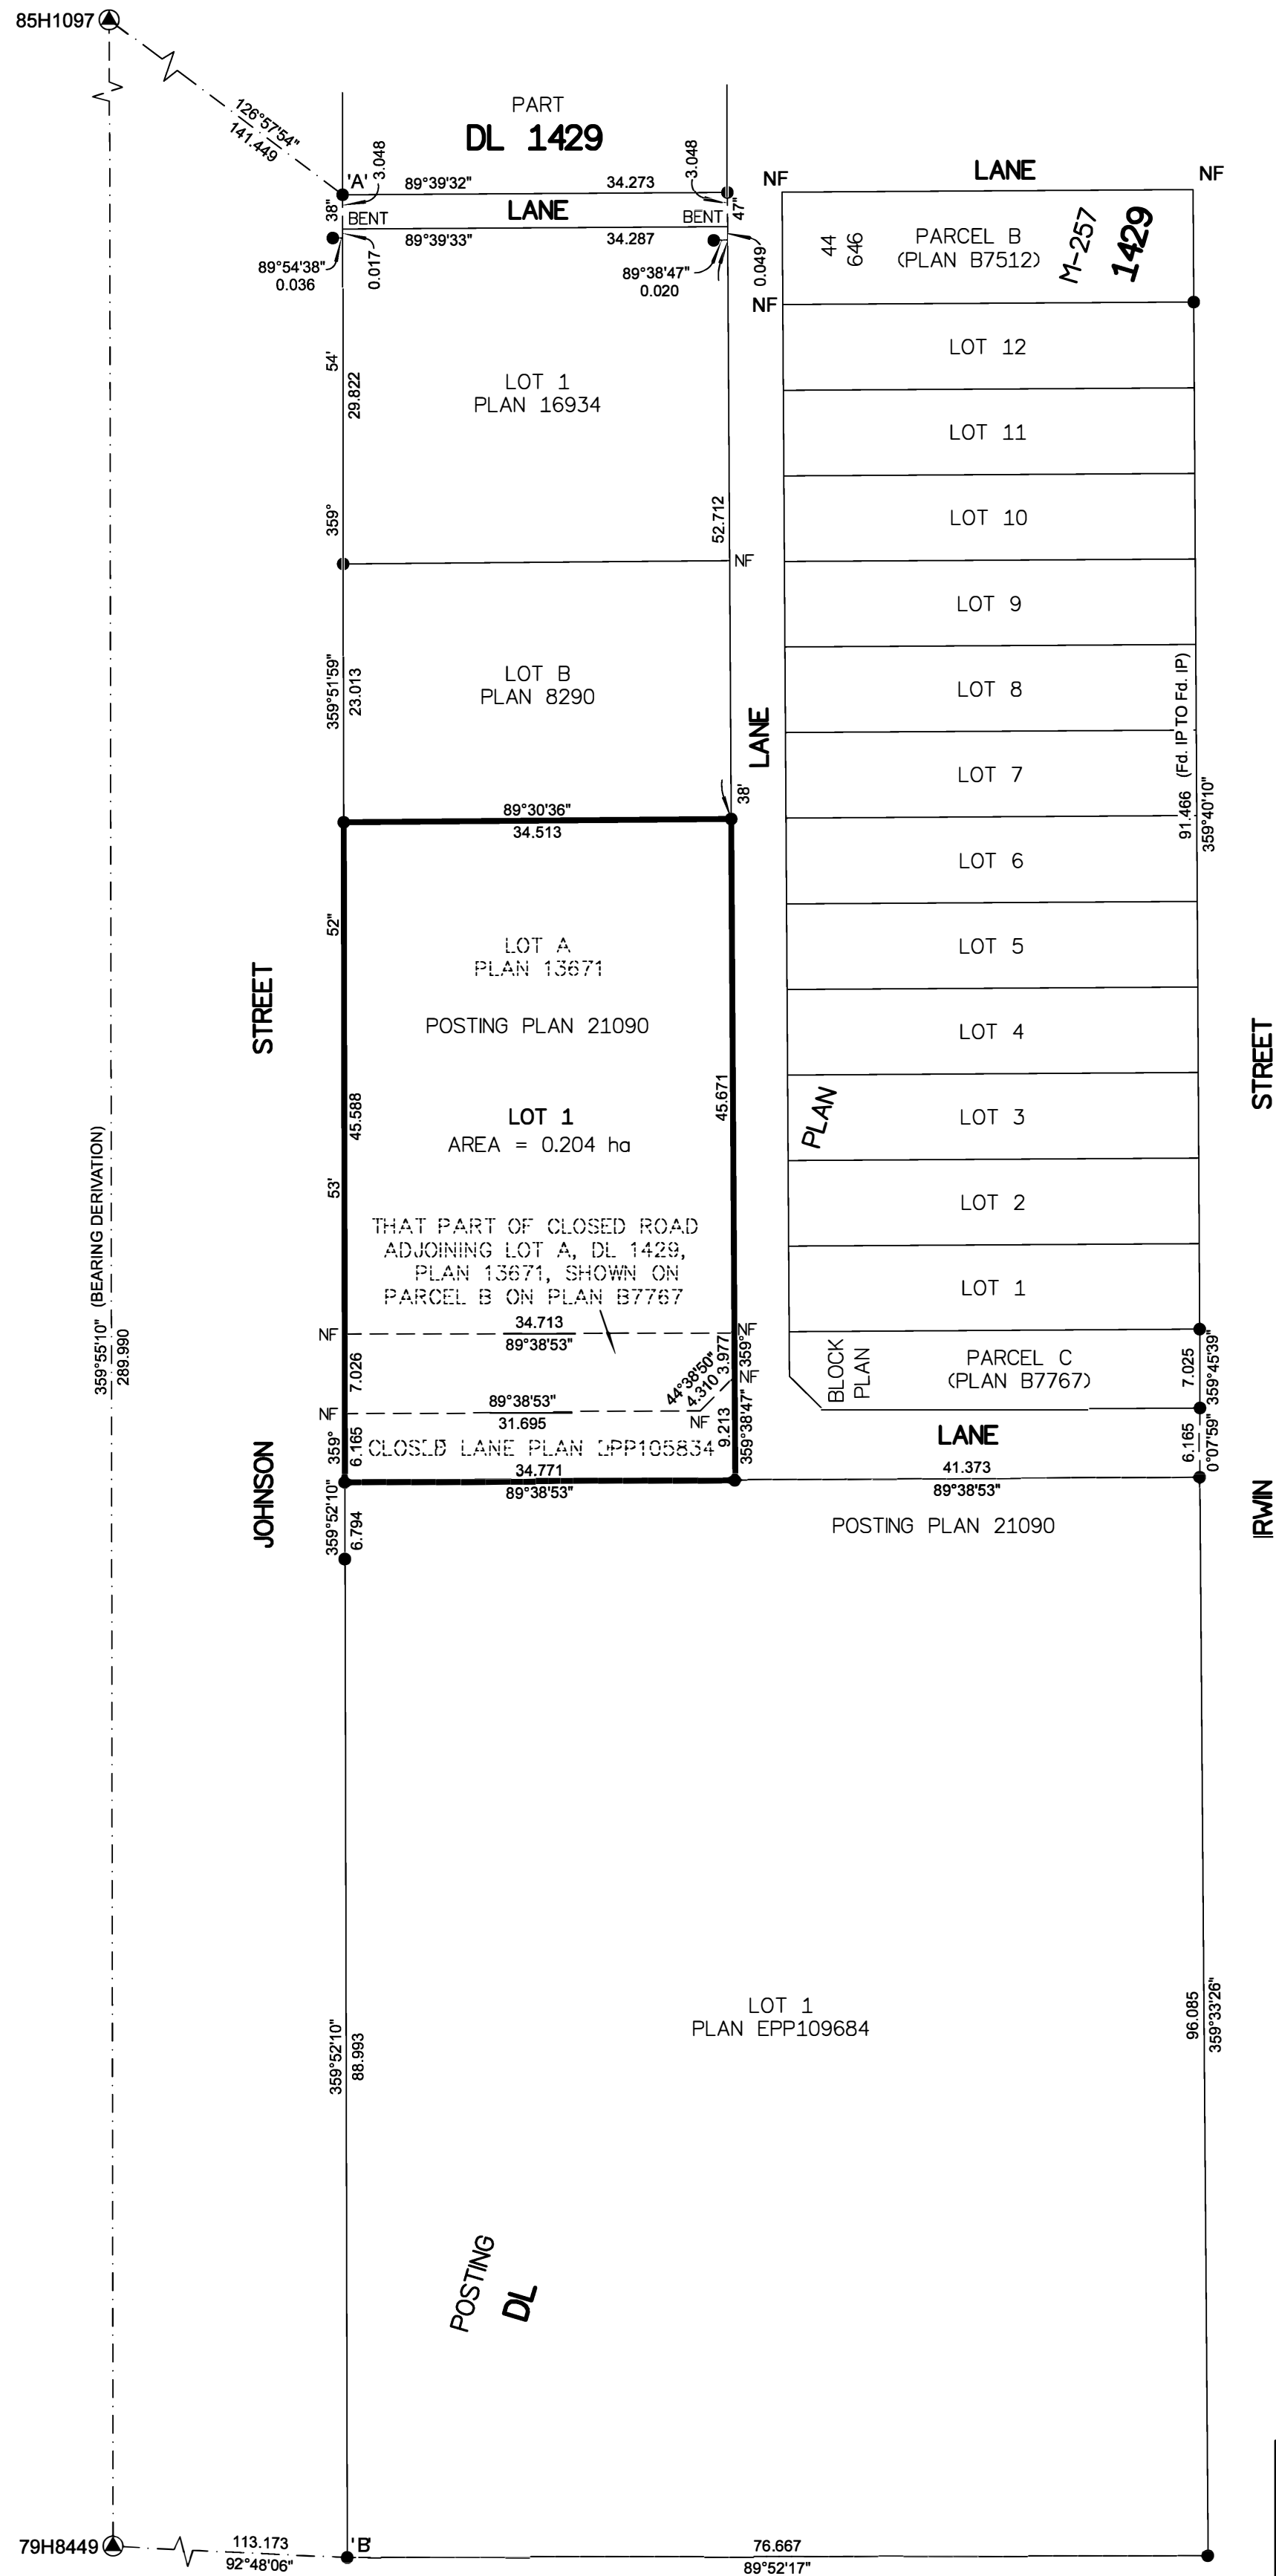 85H1097
126°57'54"
141.449
PART
DL 1429
'A'
3.048
89°39'32"
34.273
3.048
NF
LANE
NF
38"
BENT
LANE
BENT
47"
89°39'33"
34.287
89°54'38"
0.036
0.017
89°38'47"
0.020
0.049
44
646
PARCEL B
(PLAN B7512)
M-257
1429
NF
LOT 12
54'
29.822
LOT 1
PLAN 16934
LOT 11
359°
52.712
LOT 10
NF
LOT 9
359°51'59"
23.013
LOT B
PLAN 8290
LANE
LOT 8
91.466 (Fd. IP TO Fd. IP)
359°40'10"
LOT 7
38'
89°30'36"
34.513
LOT 6
52"
LOT A
PLAN 13671
LOT 5
STREET
POSTING PLAN 21090
LOT 4
STREET
45.588
45.671
LOT 1
AREA = 0.204 ha
PLAN
LOT 3
359°55'10" (BEARING DERIVATION)
289.990
53'
LOT 2
THAT PART OF CLOSED ROAD
ADJOINING LOT A, DL 1429,
PLAN 13671, SHOWN ON
PARCEL B ON PLAN B7767
LOT 1
NF
34.713
89°38'53"
NF
3.977
359°
7.026
44°38'50"
4.310
NF
BLOCK
PLAN
PARCEL C
(PLAN B7767)
7.025
359°45'39"
NF
89°38'53"
31.695
NF
9.213
359°38'47"
359°
6.165
CLOSED LANE PLAN EPP105834
LANE
6.165
0°07'59"
34.771
89°38'53"
41.373
89°38'53"
JOHNSON
359°52'10"
6.794
POSTING PLAN 21090
IRWIN
359°52'10"
88.993
LOT 1
PLAN EPP109684
96.085
359°33'26"
POSTING
DL
79H8449
113.173
92°48'06"
'B'
76.667
89°52'17"